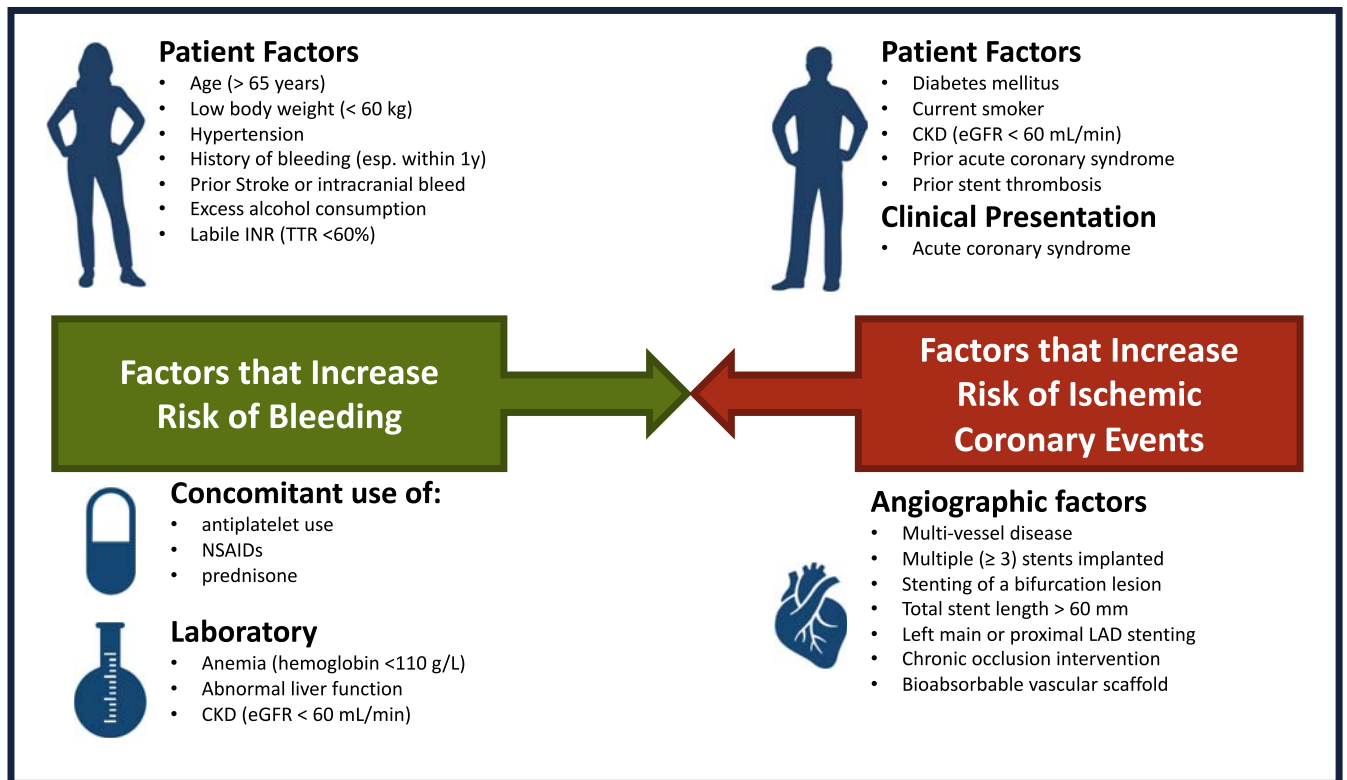 Patient Factors
• Age (> 65 years)
• Low body weight (< 60 kg)
• Hypertension
• History of bleeding (esp. within 1y)
• Prior Stroke or intracranial bleed
• Excess alcohol consumption
• Labile INR (TTR <60%)
Factors that Increase
Risk of Bleeding
Concomitant use of:
• antiplatelet use
• NSAIDs
• prednisone
Laboratory
• Anemia (hemoglobin <110 g/L)
• Abnormal liver function
• CKD (eGFR < 60 mL/min)
Patient Factors
• Diabetes mellitus
• Current smoker
• CKD (eGFR < 60 mL/min)
• Prior acute coronary syndrome
• Prior stent thrombosis
Clinical Presentation
• Acute coronary syndrome
Factors that Increase
Risk of Ischemic
Coronary Events
Angiographic factors
• Multi-vessel disease
• Multiple (≥ 3) stents implanted
• Stenting of a bifurcation lesion
• Total stent length > 60 mm
• Left main or proximal LAD stenting
• Chronic occlusion intervention
• Bioabsorbable vascular scaffold